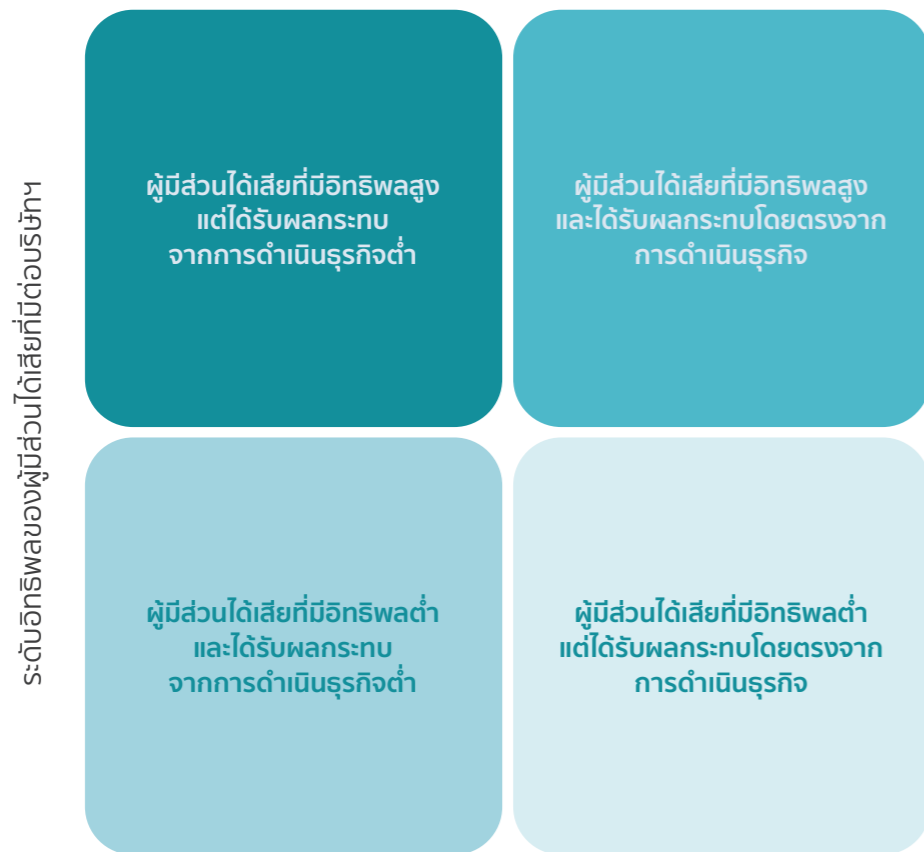 ระดับอิทธิพลของผู้มีส่วนได้เสียที่มีต่อบริษัทฯ
ผู้มีส่วนได้เสียที่มีอิทธิพลสูง
แต่ได้รับผลกระทบ
จากการดำเนินธุรกิจต่ำ
ผู้มีส่วนได้เสียที่มีอิทธิพลสูง
และได้รับผลกระทบโดยตรงจาก
การดำเนินธุรกิจ
ผู้มีส่วนได้เสียที่มีอิทธิพลต่ำ
และได้รับผลกระทบ
จากการดำเนินธุรกิจต่ำ
ผู้มีส่วนได้เสียที่มีอิทธิพลต่ำ
แต่ได้รับผลกระทบโดยตรงจาก
การดำเนินธุรกิจ